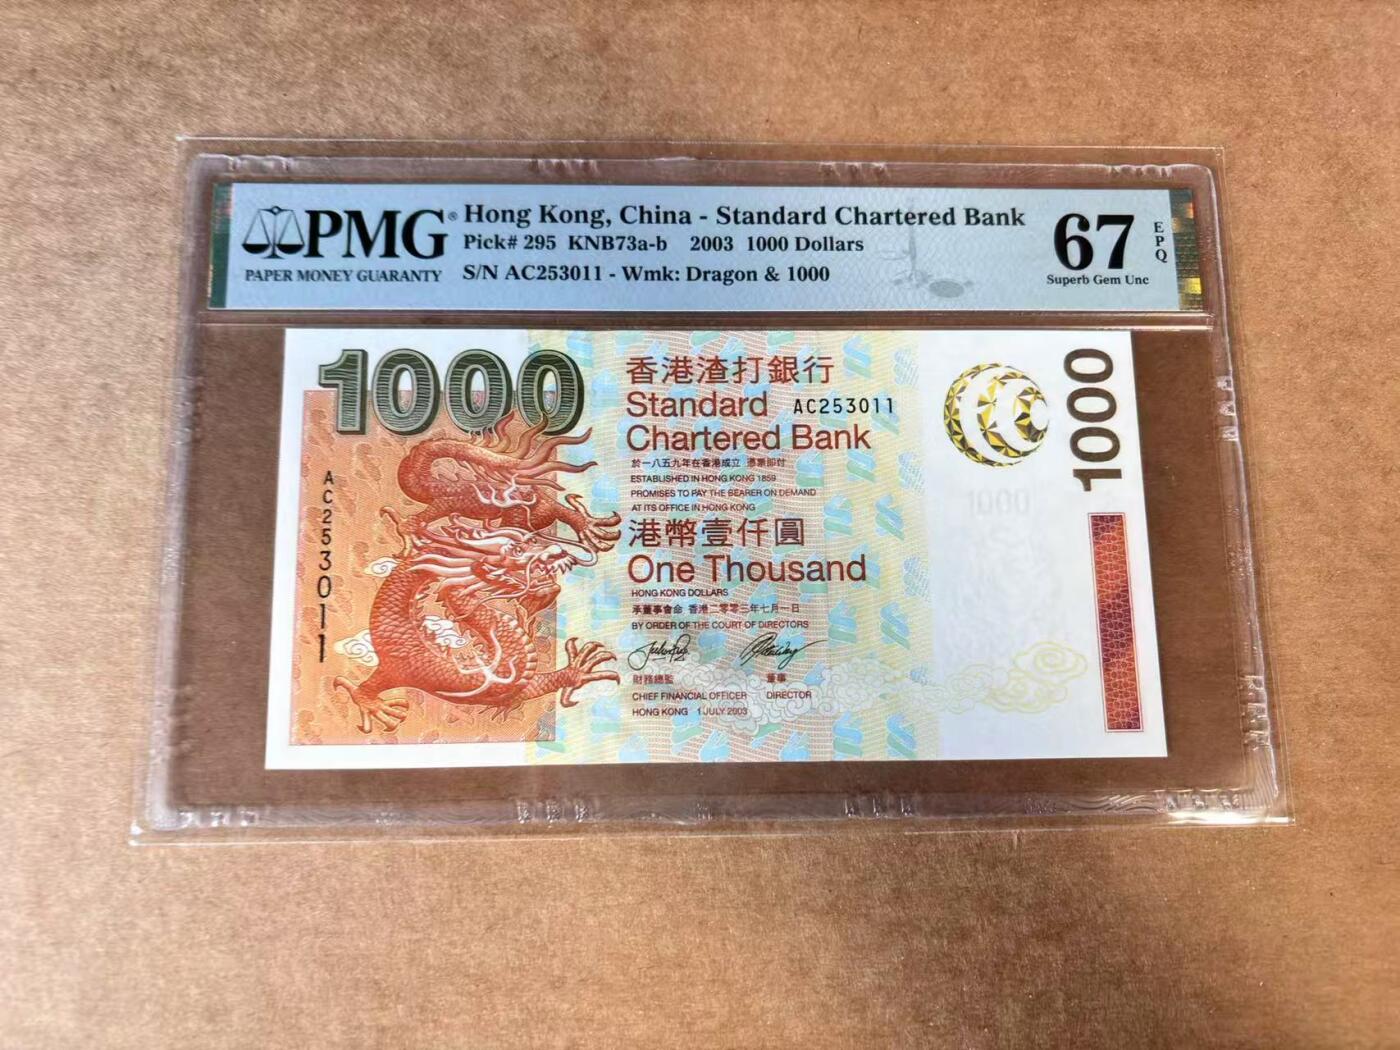 PMG®
PAPER MONEY GUARANTY
Hong Kong, China - Standard Chartered Bank
Pick# 295 KNB73a-b 2003 1000 Dollars
S/N AC253011 - Wmk: Dragon & 1000
67
EPQ
Superb Gem Unc
1000
AC253011
香港渣打銀行
Standard
AC253011
Chartered Bank
於一八五九年在香港成立 憑票即付
ESTABLISHED IN HONG KONG 1859
PROMISES TO PAY THE BEARER ON DEMAND
AT ITS OFFICE IN HONG KONG
港幣壹仟圓
One Thousand
HONG KONG DOLLARS
承董事會命 香港二零零三年七月一日
BY ORDER OF THE COURT OF DIRECTORS
財務總監 董事
CHIEF FINANCIAL OFFICER DIRECTOR
HONG KONG 1 JULY 2003
1000
1000